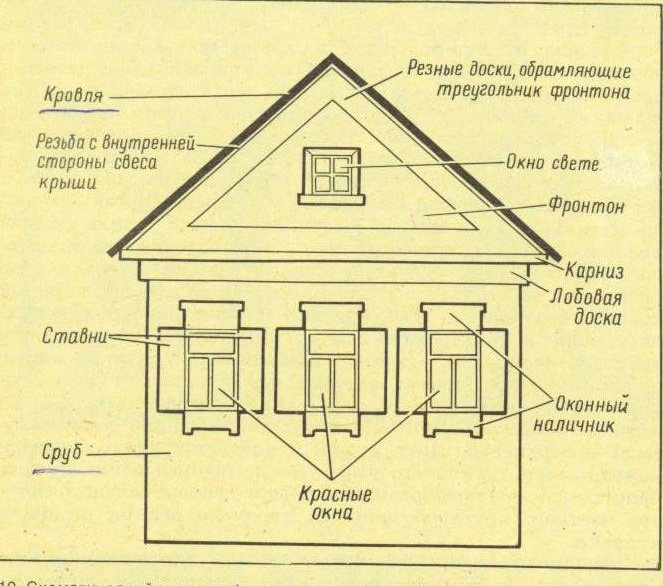 Кровля
Резные доски, обрамляющие
треугольник фронтона
Резьба с внутренней
стороны свеса
крыши
Окно свете.
Фронтон
Карниз
Лобовая
доска
Ставни
Оконный
наличник
Сруб
Красные
окна